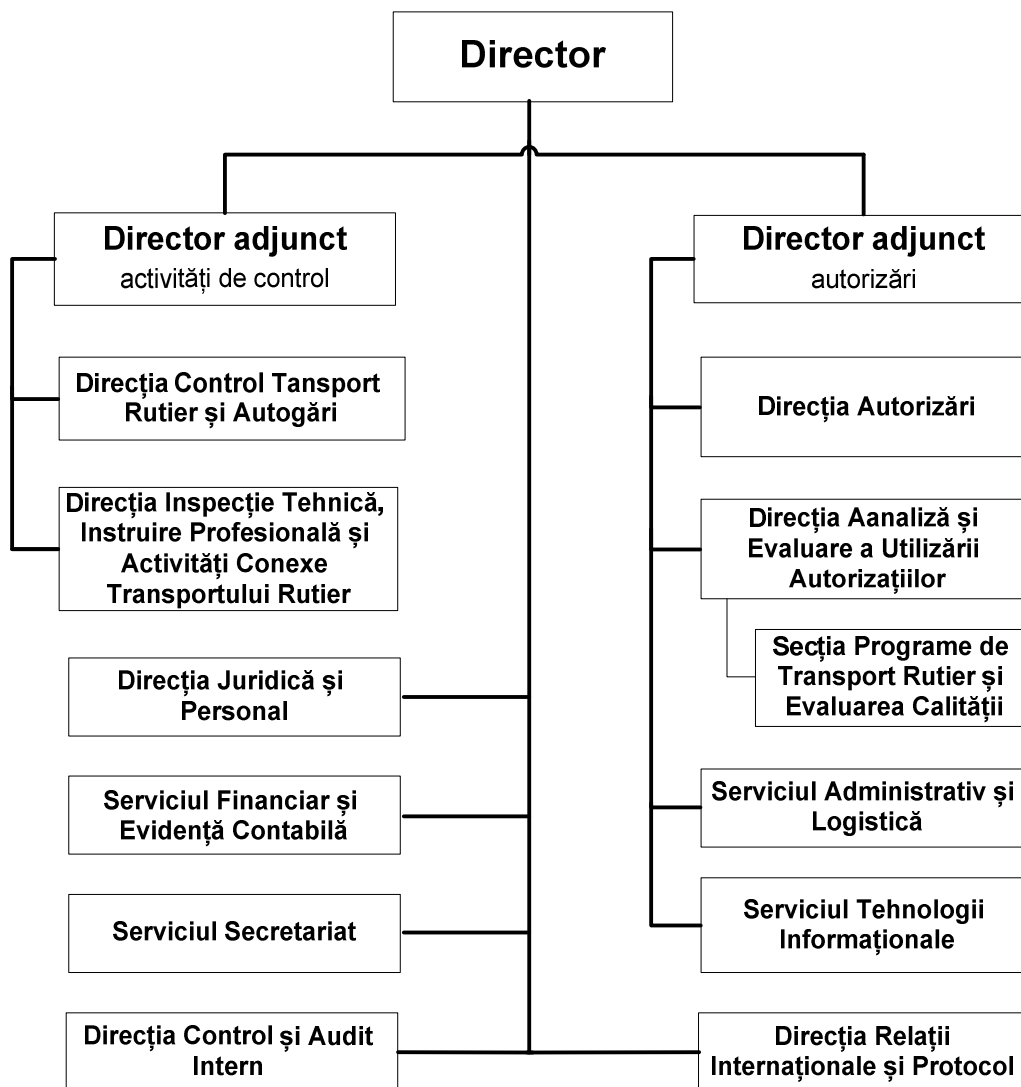 Director
Director adjunct
activități de control
Direcția Control Tansport
Rutier și Autogări
Direcția Inspecție Tehnică,
Instruire Profesională și
Activități Conexe
Transportului Rutier
Direcția Juridică și
Personal
Serviciul Financiar și
Evidență Contabilă
Serviciul Secretariat
Direcția Control și Audit
Intern
Director adjunct
autorizări
Direcția Autorizări
Direcția Aanaliză și
Evaluare a Utilizării
Autorizațiilor
Secția Programe de
Transport Rutier și
Evaluarea Calității
Serviciul Administrativ și
Logistică
Serviciul Tehnologii
Informaționale
Direcția Relații
Internaționale și Protocol